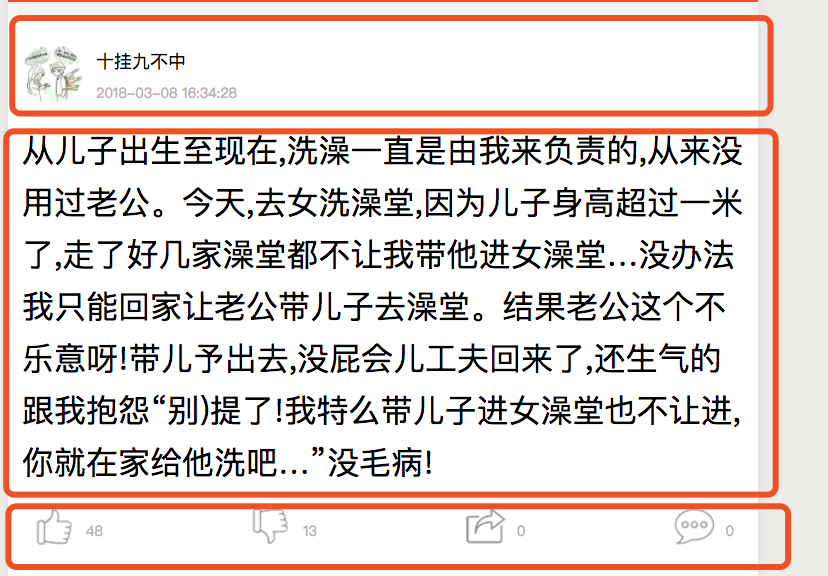 十挂九不中
2018-03-08 16:34:28
从儿子出生至现在,洗澡一直是由我来负责的,从来没
用过老公。今天,去女洗澡堂,因为儿子身高超过一米
了,走了好几家澡堂都不让我带他进女澡堂…没办法
我只能回家让老公带儿子去澡堂。结果老公这个不
乐意呀!带儿予出去,没屁会儿工夫回来了,还生气的
跟我抱怨“别)提了!我特么带儿子进女澡堂也不让进,
你就在家给他洗吧…”没毛病!
48 13 0 0